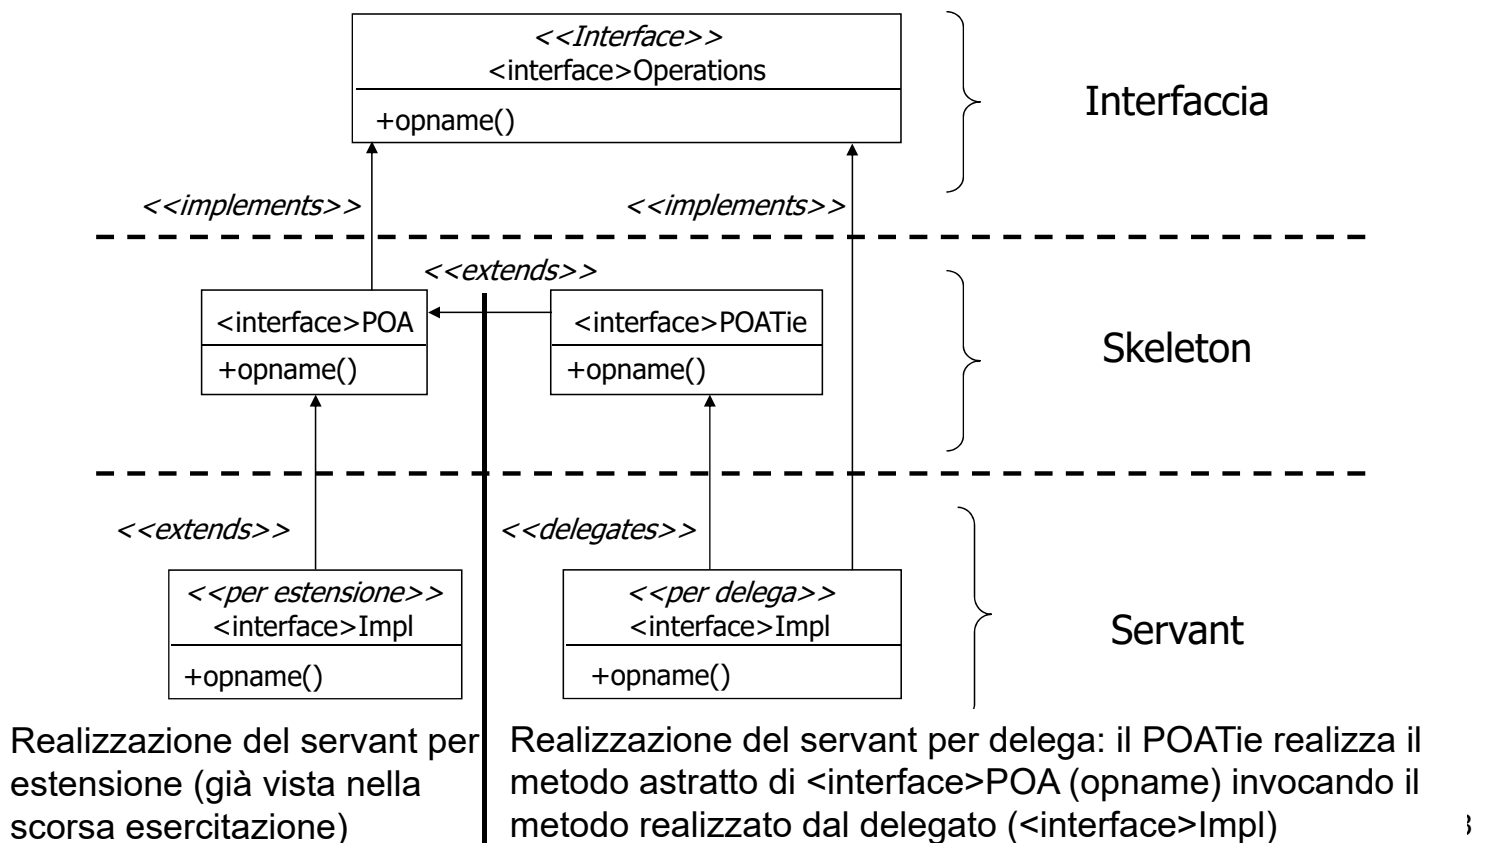 <<Interface>>
<interface>Operations
+opname()
Interfaccia
<<implements>>
<<implements>>
<<extends>>
<interface>POA
+opname()
<interface>POATie
+opname()
Skeleton
<<extends>>
<<delegates>>
<<per estensione>>
<interface>Impl
+opname()
<<per delega>>
<interface>Impl
+opname()
Servant
Realizzazione del servant per
estensione (già vista nella
scorsa esercitazione)
Realizzazione del servant per delega: il POATie realizza il
metodo astratto di <interface>POA (opname) invocando il
metodo realizzato dal delegato (<interface>Impl)